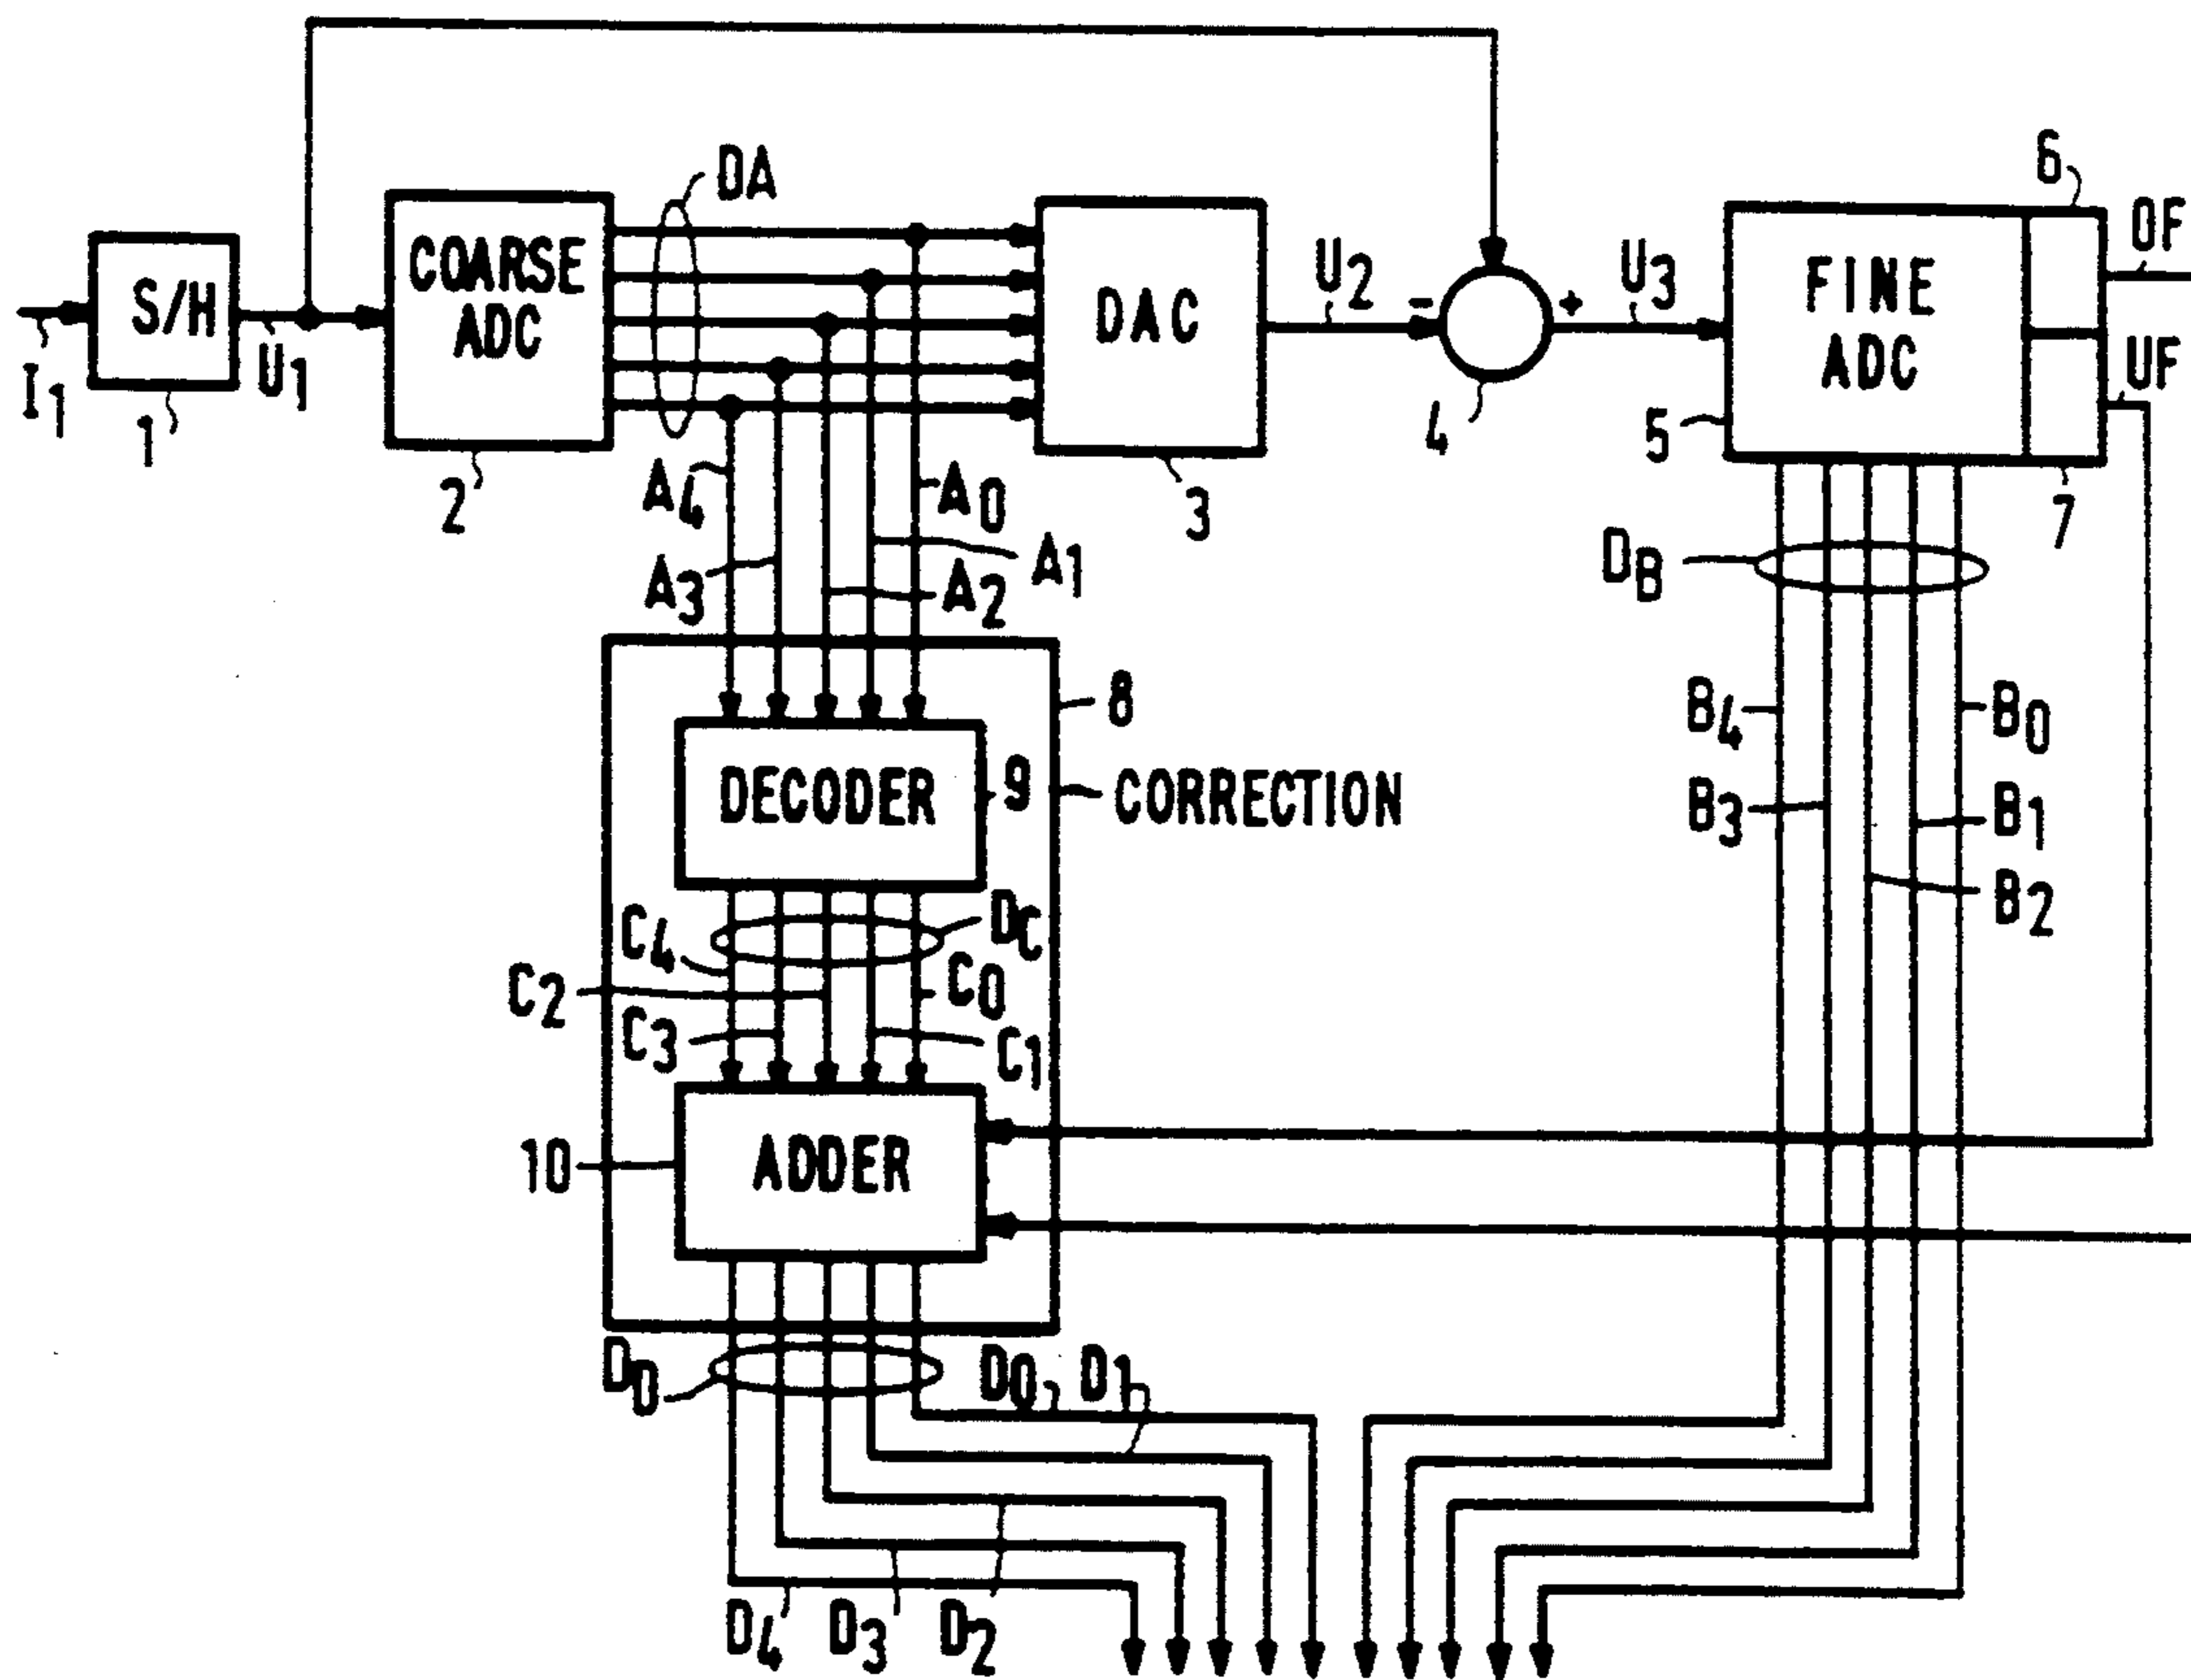 DA
6
OF
S/H
COARSE
ADC
DAC
U2
-
+
U3
FINE
ADC
UF
I1
1
U1
2
3
4
5
7
A4
A0
A3
A2
A1
DB
8
B4
B0
DECODER
9
CORRECTION
B3
B1
B2
C4
DC
C2
C0
C3
C1
10
ADDER
DD
D0, D1
D4
D3
D2